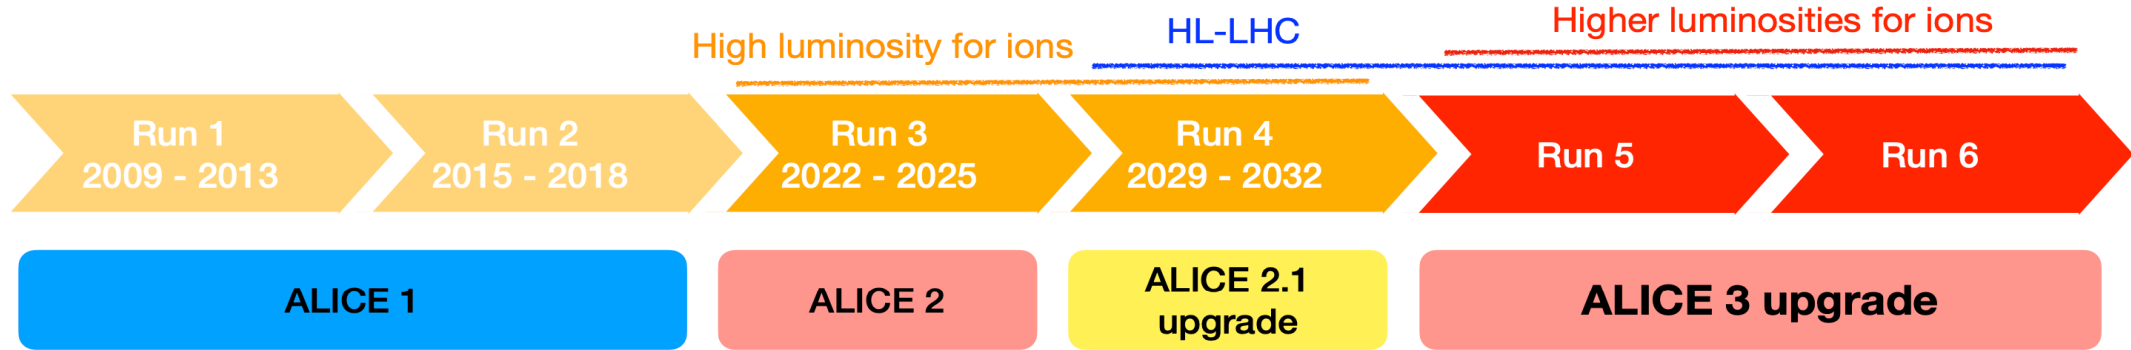 High luminosity for ions
HL-LHC
Higher luminosities for ions
Run 1
2009 - 2013
Run 2
2015 - 2018
Run 3
2022 - 2025
Run 4
2029 - 2032
Run 5
Run 6
ALICE 1
ALICE 2
ALICE 2.1
upgrade
ALICE 3 upgrade